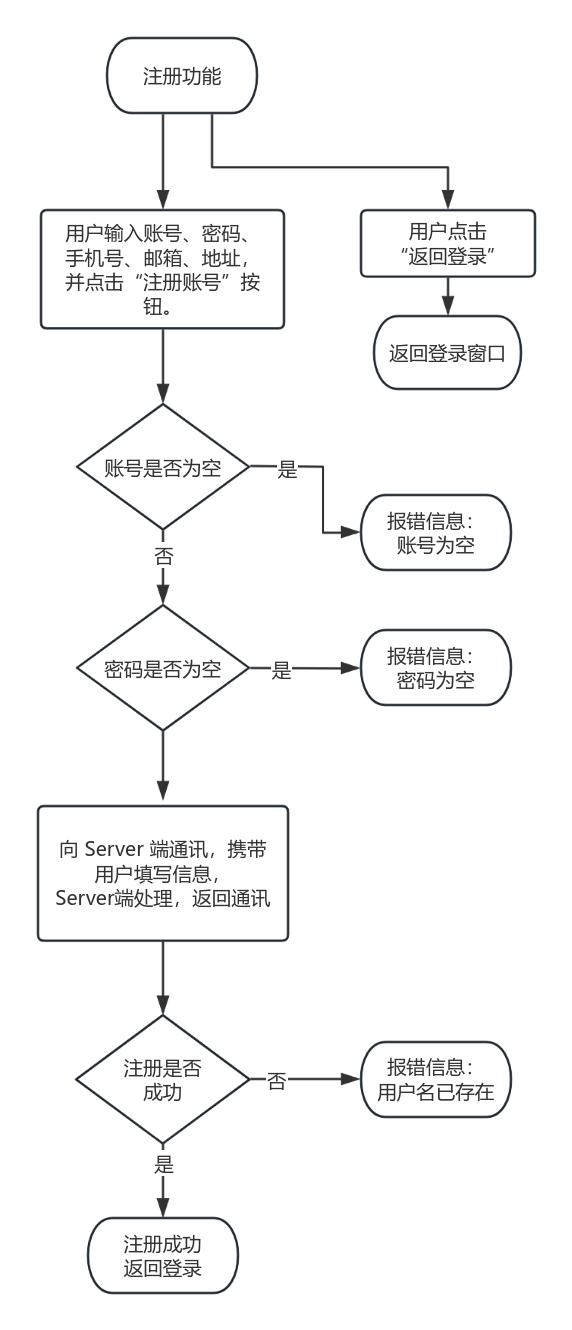 注册功能
用户输入账号、密码、
手机号、邮箱、地址，
并点击“注册账号”按
钮。
用户点击
“返回登录”
返回登录窗口
账号是否为空
是
报错信息：
账号为空
否
密码是否为空
是
报错信息：
密码为空
向 Server 端通讯，携带
用户填写信息，
Server端处理，返回通讯
注册是否
成功
否
报错信息：
用户名已存在
是
注册成功
返回登录